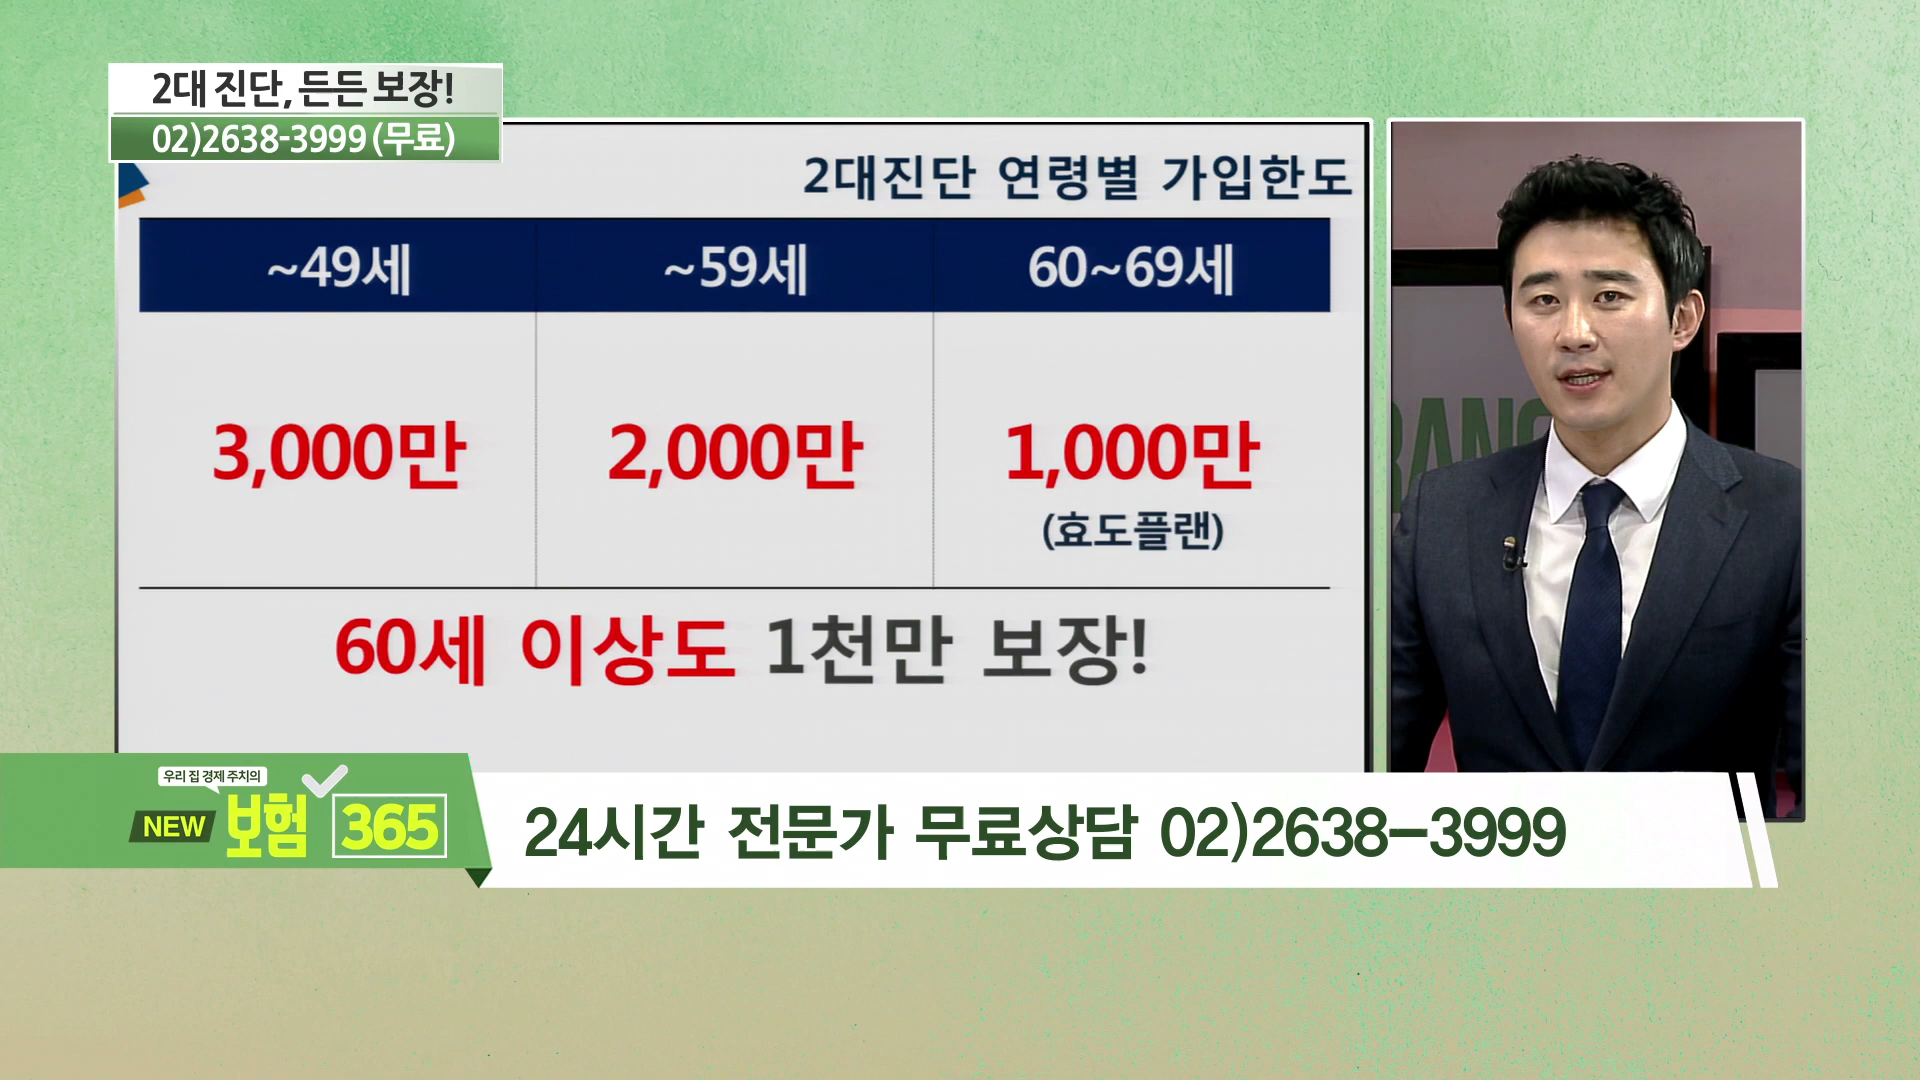 2대 진단, 든든 보장!
02)2638-3999 (무료)
2대진단 연령별 가입한도
~49세 ~59세 60~69세
3,000만 2,000만 1,000만
(효도플랜)
60세 이상도 1천만 보장!
우리 집 경제 주치의
NEW 보험 365
24시간 전문가 무료상담 02)2638-3999